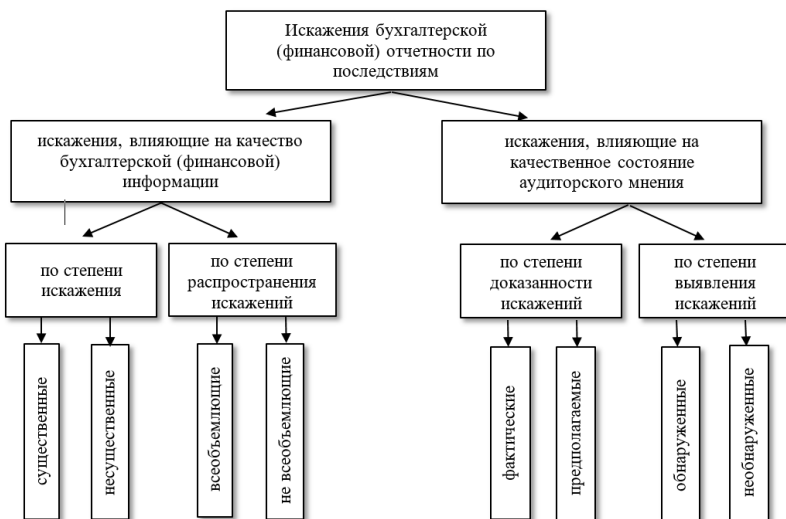 Искажения бухгалтерской
(финансовой) отчетности по
последствиям
искажения, влияющие на качество
бухгалтерской (финансовой)
информации
искажения, влияющие на
качественное состояние
аудиторского мнения
по степени
искажения
по степени
распространения
искажений
по степени
доказанности
искажений
по степени
выявления
искажений
существенные
несущественные
всеобъемлющие
не всеобъемлющие
фактические
предполагаемые
обнаруженные
необнаруженные